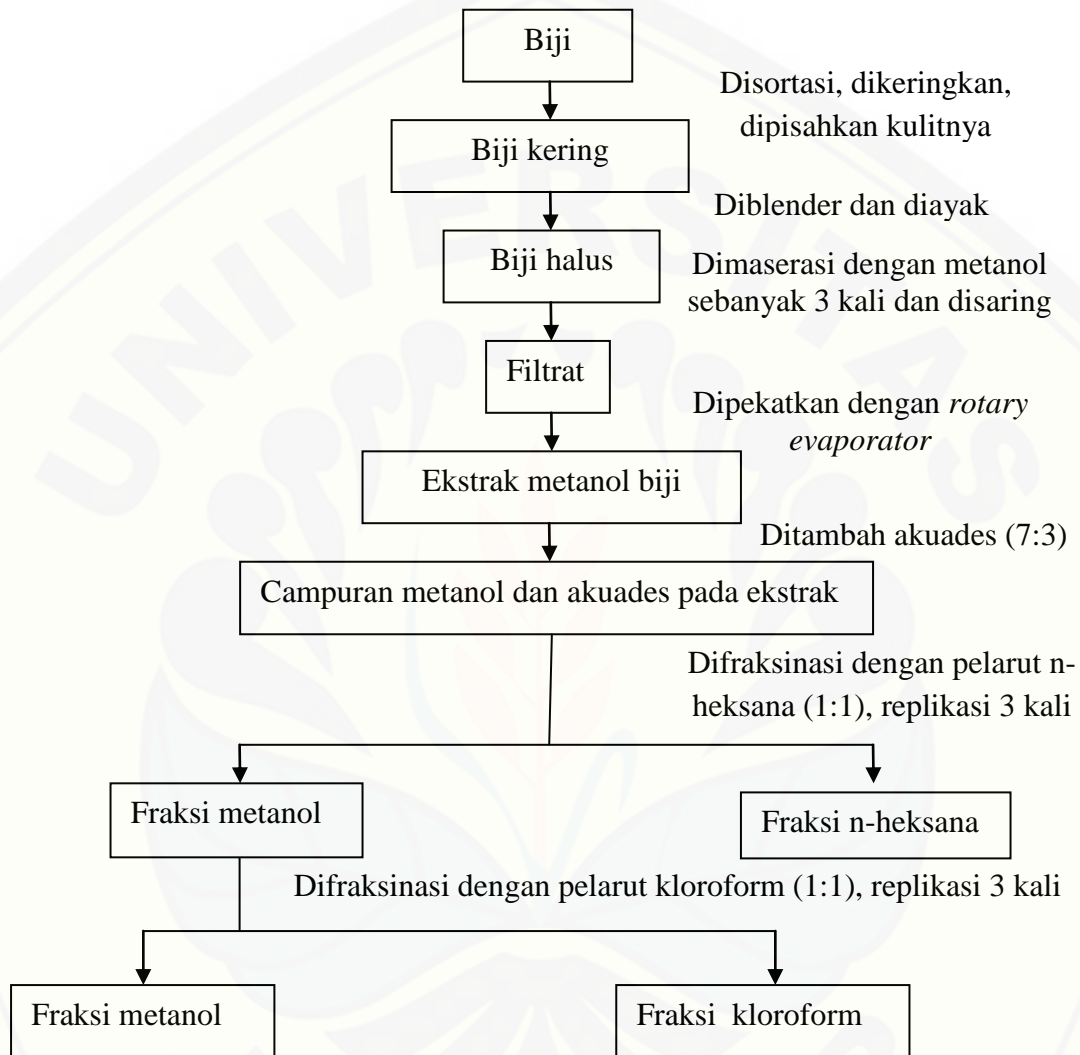 Biji
Disortasi, dikeringkan,
dipisahkan kulitnya
Biji kering
Diblender dan diayak
Biji halus
Dimaserasi dengan metanol
sebanyak 3 kali dan disaring
Filtrat
Dipekatkan dengan rotary
evaporator
Ekstrak metanol biji
Ditambah akuades (7:3)
Campuran metanol dan akuades pada ekstrak
Difraksinasi dengan pelarut n-
heksana (1:1), replikasi 3 kali
Fraksi metanol
Fraksi n-heksana
Difraksinasi dengan pelarut kloroform (1:1), replikasi 3 kali
Fraksi metanol
Fraksi kloroform
UNIVERSITAS